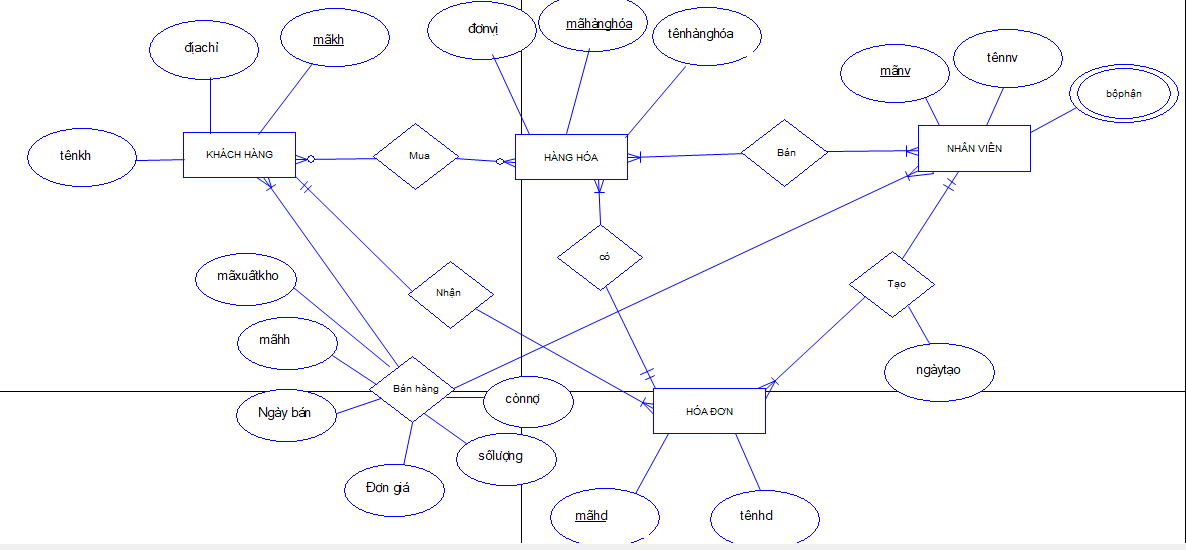 mãhànghóa
đơnvị
tênhànghóa
mãkh
địachỉ
tênnv
mãnv
bộphận
tênkh
KHÁCH HÀNG
Mua
HÀNG HÓA
Bán
NHÂN VIÊN
có
mãxuấtkho
Nhận
Tạo
mãhh
ngàytạo
Bán hàng
cònnợ
Ngày bán
HÓA ĐƠN
sốlượng
Đơn giá
mãhd
tênhd